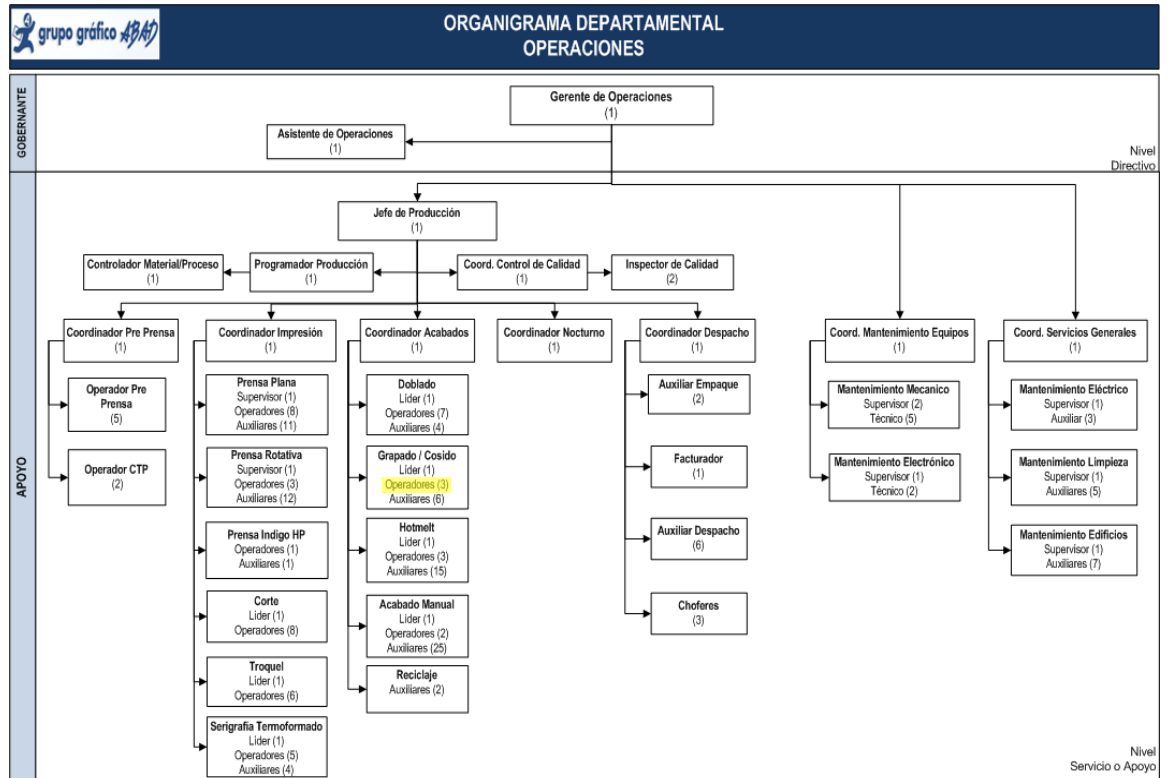 grupo gráfico ABAD
ORGANIGRAMA DEPARTAMENTAL
OPERACIONES
GOBERNANTE
Gerente de Operaciones
(1)
Asistente de Operaciones
(1)
Nivel
Directivo
APOYO
Jefe de Producción
(1)
Controlador Material/Proceso
(1)
Programador Producción
(1)
Coord. Control de Calidad
(1)
Inspector de Calidad
(2)
Coordinador Pre Prensa
(1)
Operador Pre
Prensa
(5)
Operador CTP
(2)
Coordinador Impresión
(1)
Prensa Plana
Supervisor (1)
Operadores (8)
Auxiliares (11)
Prensa Rotativa
Supervisor (1)
Operadores (3)
Auxiliares (12)
Prensa Indigo HP
Operadores (1)
Auxiliares (1)
Corte
Lider (1)
Operadores (8)
Troquel
Líder (1)
Operadores (6)
Serigrafía Termoformado
Líder (1)
Operadores (5)
Auxiliares (4)
Coordinador Acabados
(1)
Doblado
Líder (1)
Operadores (7)
Auxiliares (4)
Grapado / Cosido
Líder (1)
Operadores (3)
Auxiliares (6)
Hotmelt
Líder (1)
Operadores (3)
Auxiliares (15)
Acabado Manual
Líder (1)
Operadores (2)
Auxiliares (25)
Reciclaje
Auxiliares (2)
Coordinador Nocturno
(1)
Coordinador Despacho
(1)
Auxiliar Empaque
(2)
Facturador
(1)
Auxiliar Despacho
(6)
Choferes
(3)
Coord. Mantenimiento Equipos
(1)
Mantenimiento Mecanico
Supervisor (2)
Técnico (5)
Mantenimiento Electrónico
Supervisor (1)
Técnico (2)
Coord. Servicios Generales
(1)
Mantenimiento Eléctrico
Supervisor (1)
Auxiliar (3)
Mantenimiento Limpieza
Supervisor (1)
Auxiliares (5)
Mantenimiento Edificios
Supervisor (1)
Auxiliares (7)
Nivel
Servicio o Apoyo